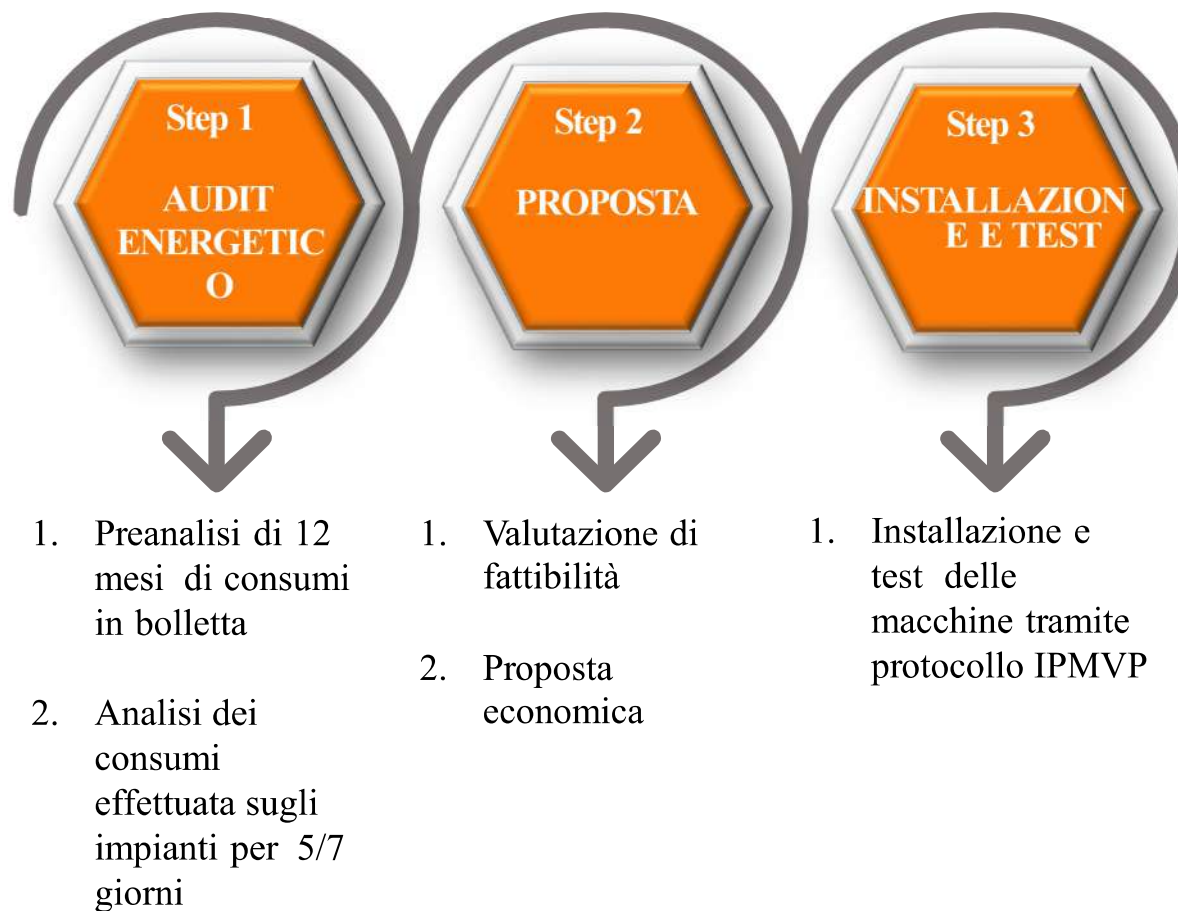 Step 1
AUDIT
ENERGETIC
O
Step 2
PROPOSTA
Step 3
INSTALLAZION
E E TEST
1. Preanalisi di 12
mesi di consumi
in bolletta
2. Analisi dei
consumi
effettuata sugli
impianti per 5/7
giorni
1. Valutazione di
fattibilità
2. Proposta
economica
1. Installazione e
test delle
macchine tramite
protocollo IPMVP